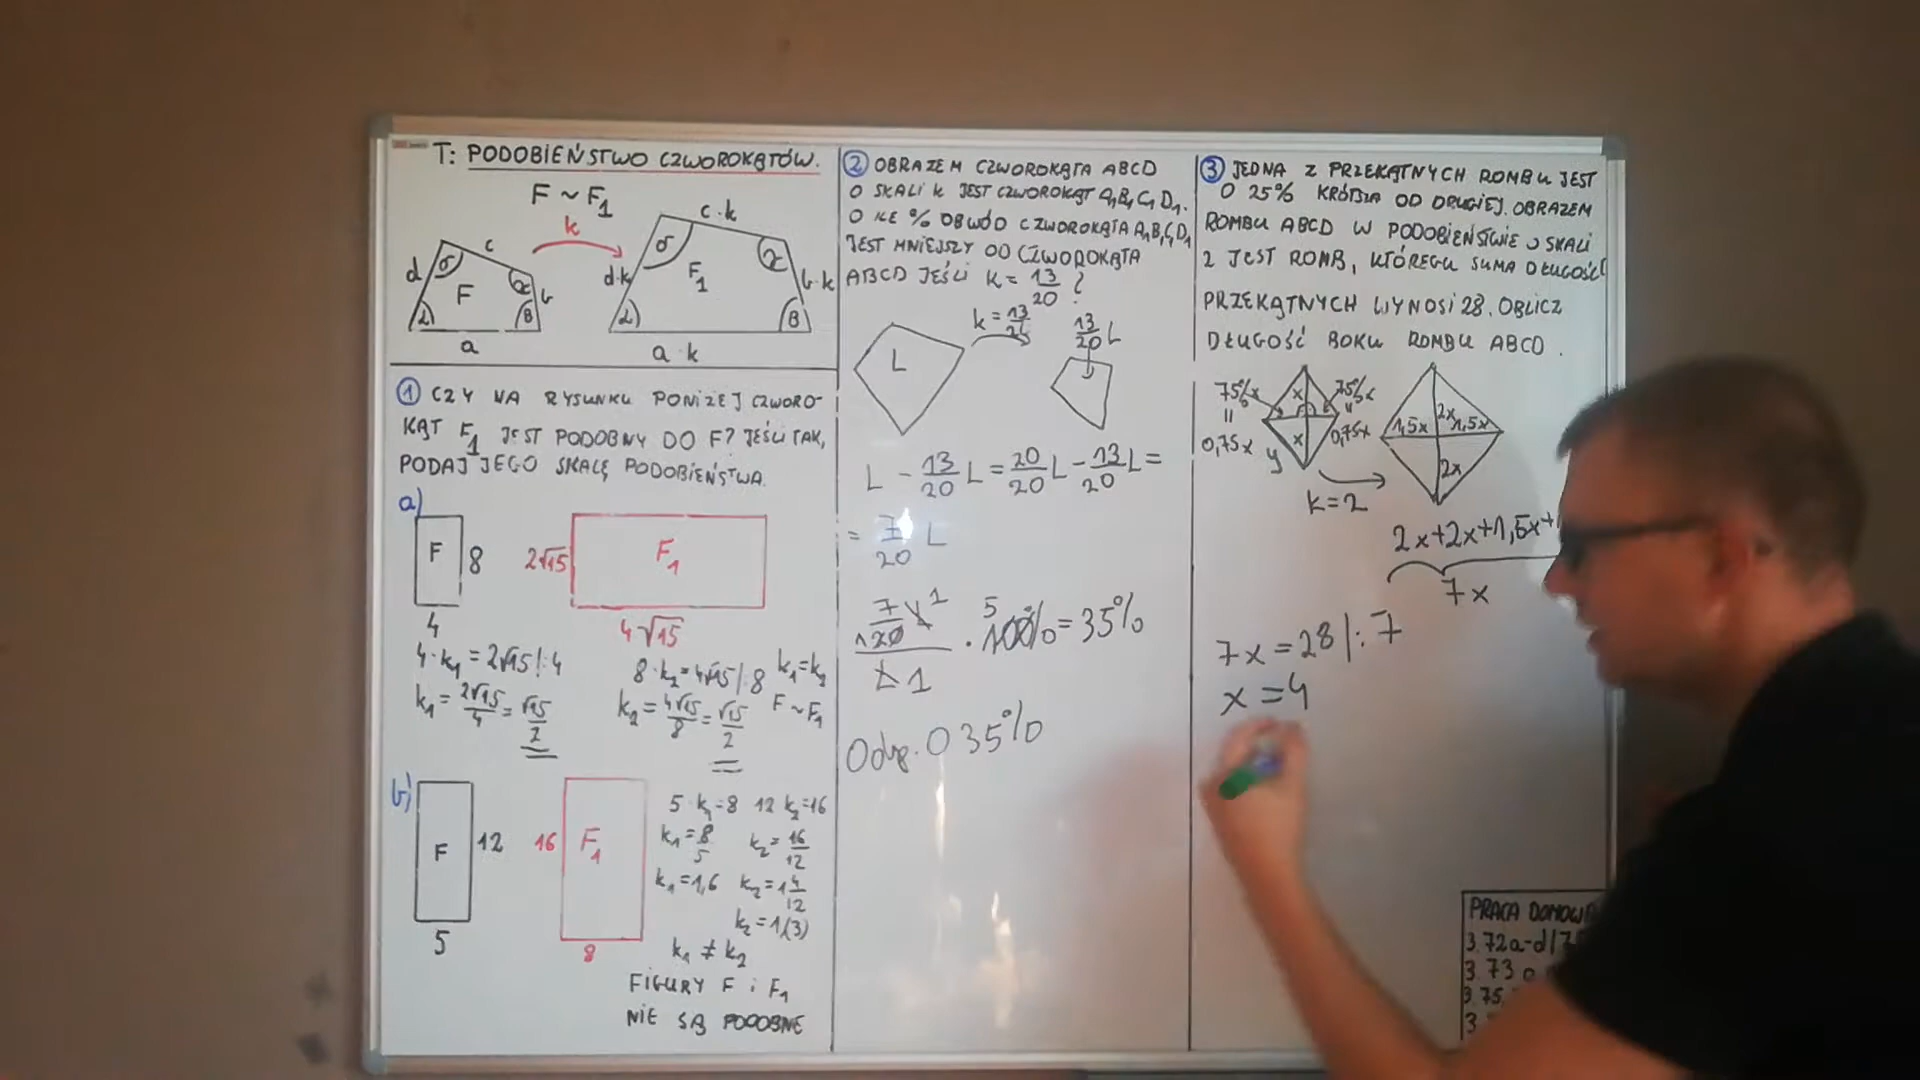 T: PODOBIEŃSTWO CZWOROKĄTÓW.
F ~ F₁
k
d
c
b
a
F
d·k
c·k
b·k
a·k
F₁
① CZY NA RYSUNKU PONIŻEJ CZWORO-
KĄT F₁ JEST PODOBNY DO F? JEŚLI TAK,
PODAJ JEGO SKALĘ PODOBIEŃSTWA.
a)
F
8
4
2√15
F₁
4√15
4·k₁ = 2√15 |:4
k₁ = 2√15/4 = √15/2
8·k₂ = 4√15 |:8
k₂ = 4√15/8 = √15/2
k₁ = k₂
F ~ F₁
b)
F
12
5
16
F₁
8
5·k₁ = 8
k₁ = 8/5
k₁ = 1,6
12 k₂ = 16
k₂ = 16/12
k₂ = 1 4/12
k₂ = 1,(3)
k₁ ≠ k₂
FIGURY F i F₁
NIE SĄ PODOBNE
② OBRAZEM CZWOROKĄTA ABCD
O SKALI k JEST CZWOROKĄT A₁B₁C₁D₁.
O ILE % OBWÓD CZWOROKĄTA A₁B₁C₁D₁
JEST MNIEJSZY OD CZWOROKĄTA
ABCD JEŚLI k = 13/20 ?
L
k = 13/20
13/20 L
L - 13/20 L = 20/20 L - 13/20 L =
= 7/20 L
7/20 L / L · 100% = 35%
Odp. O 35%
③ JEDNA Z PRZEKĄTNYCH ROMBU JEST
O 25% KRÓTSZA OD DRUGIEJ. OBRAZEM
ROMBU ABCD W PODOBIEŃSTWIE O SKALI
2 JEST ROMB, KTÓREGO SUMA DŁUGOŚCI
PRZEKĄTNYCH WYNOSI 28. OBLICZ
DŁUGOŚĆ BOKU ROMBU ABCD.
75%x
=
0,75x
x
x
y
75%x
=
0,75x
k=2
2x
1,5x
1,5x
2x
2x+2x+1,5x+
7x
7x = 28 |:7
x = 4
PRACA DOMOWA
3.72a-d/7
3.73
3.75
3.